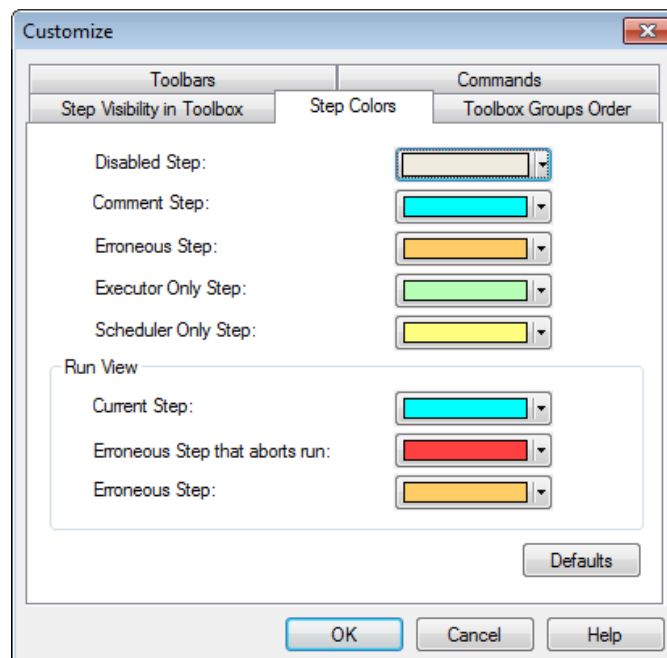 Customize
Toolbars
Commands
Step Visibility in Toolbox
Step Colors
Toolbox Groups Order
Disabled Step:
Comment Step:
Erroneous Step:
Executor Only Step:
Scheduler Only Step:
Run View
Current Step:
Erroneous Step that aborts run:
Erroneous Step:
Defaults
OK
Cancel
Help